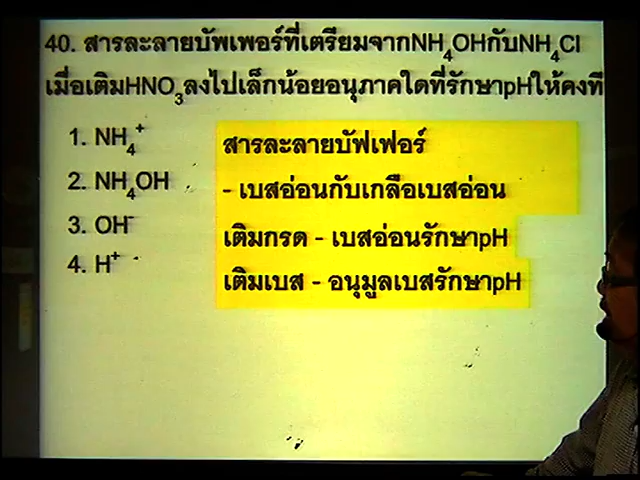 40. สารละลายบัพเพอร์ที่เตรียมจากNH₄OHกับNH₄Cl
เมื่อเติมHNO₃ลงไปเล็กน้อยอนุภาคใดที่รักษาpHให้คงที่
1. NH₄⁺
2. NH₄OH
3. OH⁻
4. H⁺
สารละลายบัฟเฟอร์
- เบสอ่อนกับเกลือเบสอ่อน
เติมกรด - เบสอ่อนรักษาpH
เติมเบส - อนุมูลเบสรักษาpH